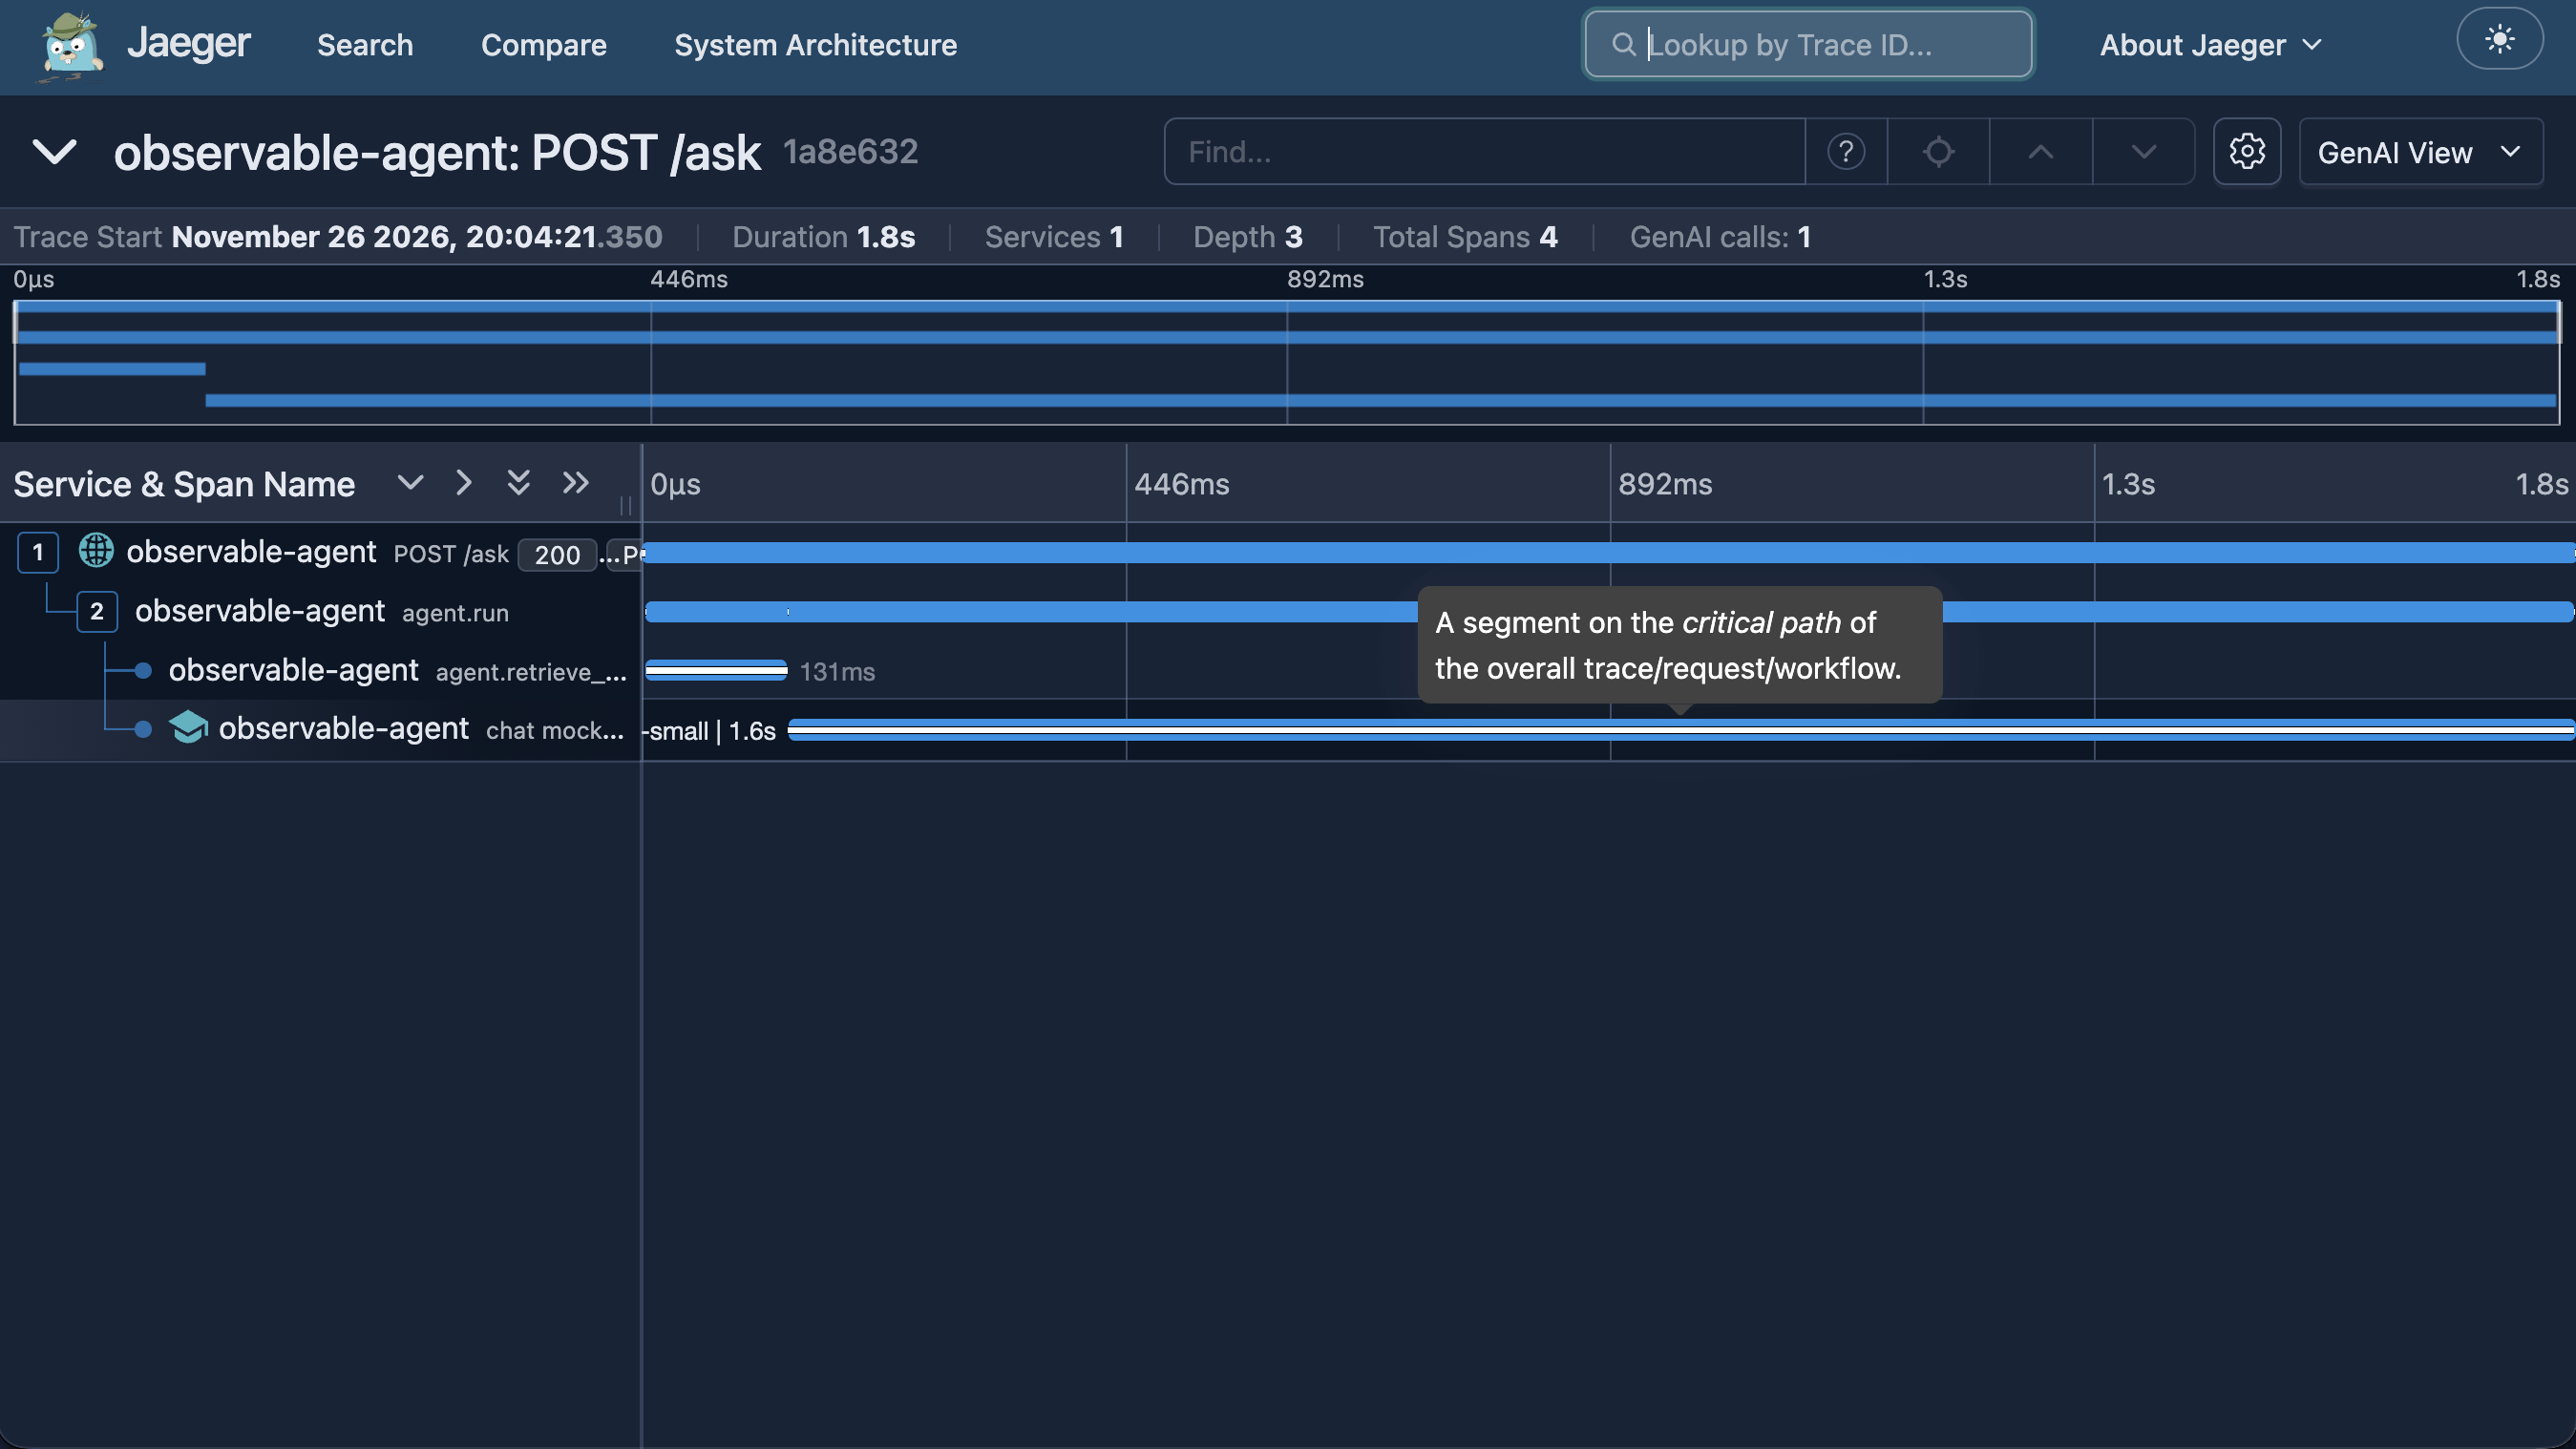 Jaeger Search Compare System Architecture Lookup by Trace ID... About Jaeger
observable-agent: POST /ask 1a8e632 Find... ? GenAI View
Trace Start November 26 2026, 20:04:21.350 Duration 1.8s Services 1 Depth 3 Total Spans 4 GenAI calls: 1
0μs 446ms 892ms 1.3s 1.8s
Service & Span Name 0μs 446ms 892ms 1.3s 1.8s
1 observable-agent POST /ask 200 ...
2 observable-agent agent.run
A segment on the critical path of
the overall trace/request/workflow.
observable-agent agent.retrieve_... 131ms
observable-agent chat mock... -small | 1.6s